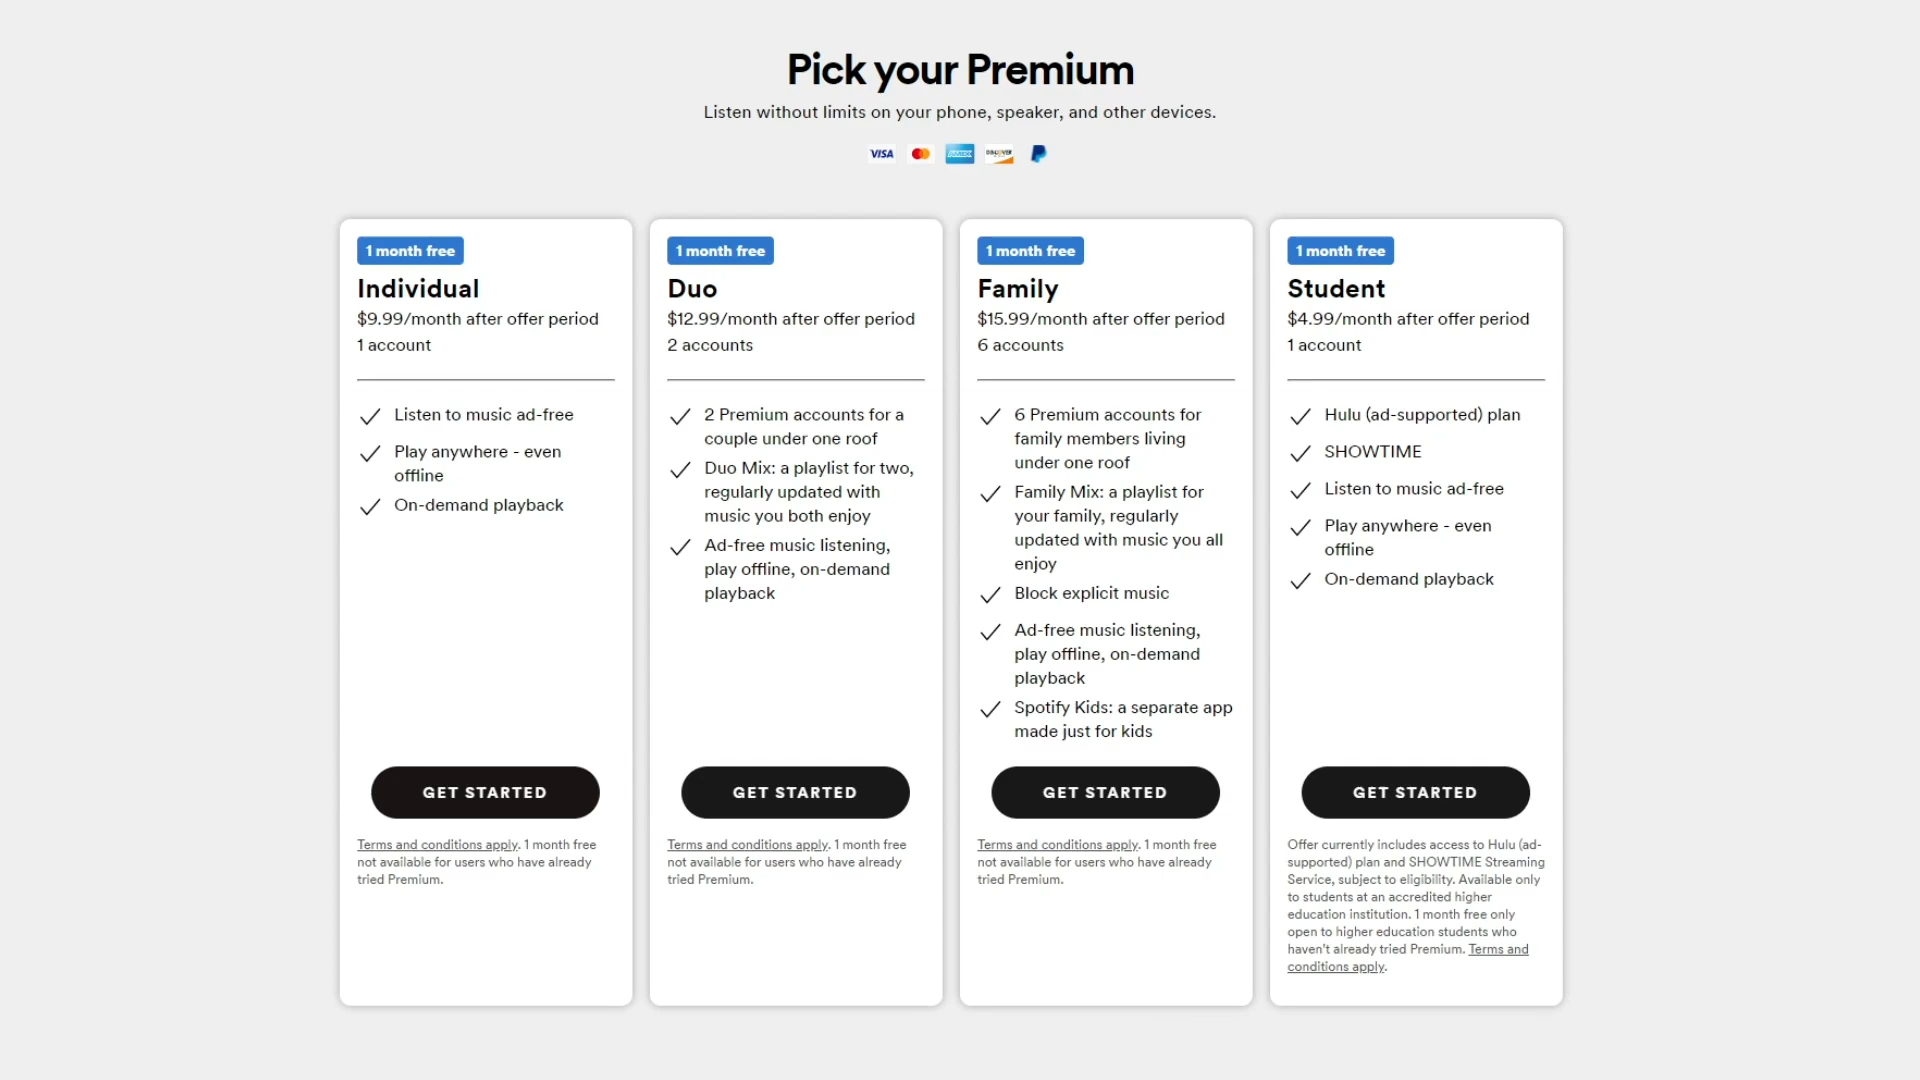 Pick your Premium
Listen without limits on your phone, speaker, and other devices.
VISA
AMEX
DISCOVER
1 month free
Individual
$9.99/month after offer period
1 account
Listen to music ad-free
Play anywhere - even
offline
On-demand playback
GET STARTED
Terms and conditions apply. 1 month free
not available for users who have already
tried Premium.
1 month free
Duo
$12.99/month after offer period
2 accounts
2 Premium accounts for a
couple under one roof
Duo Mix: a playlist for two,
regularly updated with
music you both enjoy
Ad-free music listening,
play offline, on-demand
playback
GET STARTED
Terms and conditions apply. 1 month free
not available for users who have already
tried Premium.
1 month free
Family
$15.99/month after offer period
6 accounts
6 Premium accounts for
family members living
under one roof
Family Mix: a playlist for
your family, regularly
updated with music you all
enjoy
Block explicit music
Ad-free music listening,
play offline, on-demand
playback
Spotify Kids: a separate app
made just for kids
GET STARTED
Terms and conditions apply. 1 month free
not available for users who have already
tried Premium.
1 month free
Student
$4.99/month after offer period
1 account
Hulu (ad-supported) plan
SHOWTIME
Listen to music ad-free
Play anywhere - even
offline
On-demand playback
GET STARTED
Offer currently includes access to Hulu (ad-
supported) plan and SHOWTIME Streaming
Service, subject to eligibility. Available only
to students at an accredited higher
education institution. 1 month free only
open to higher education students who
haven't already tried Premium. Terms and
conditions apply.